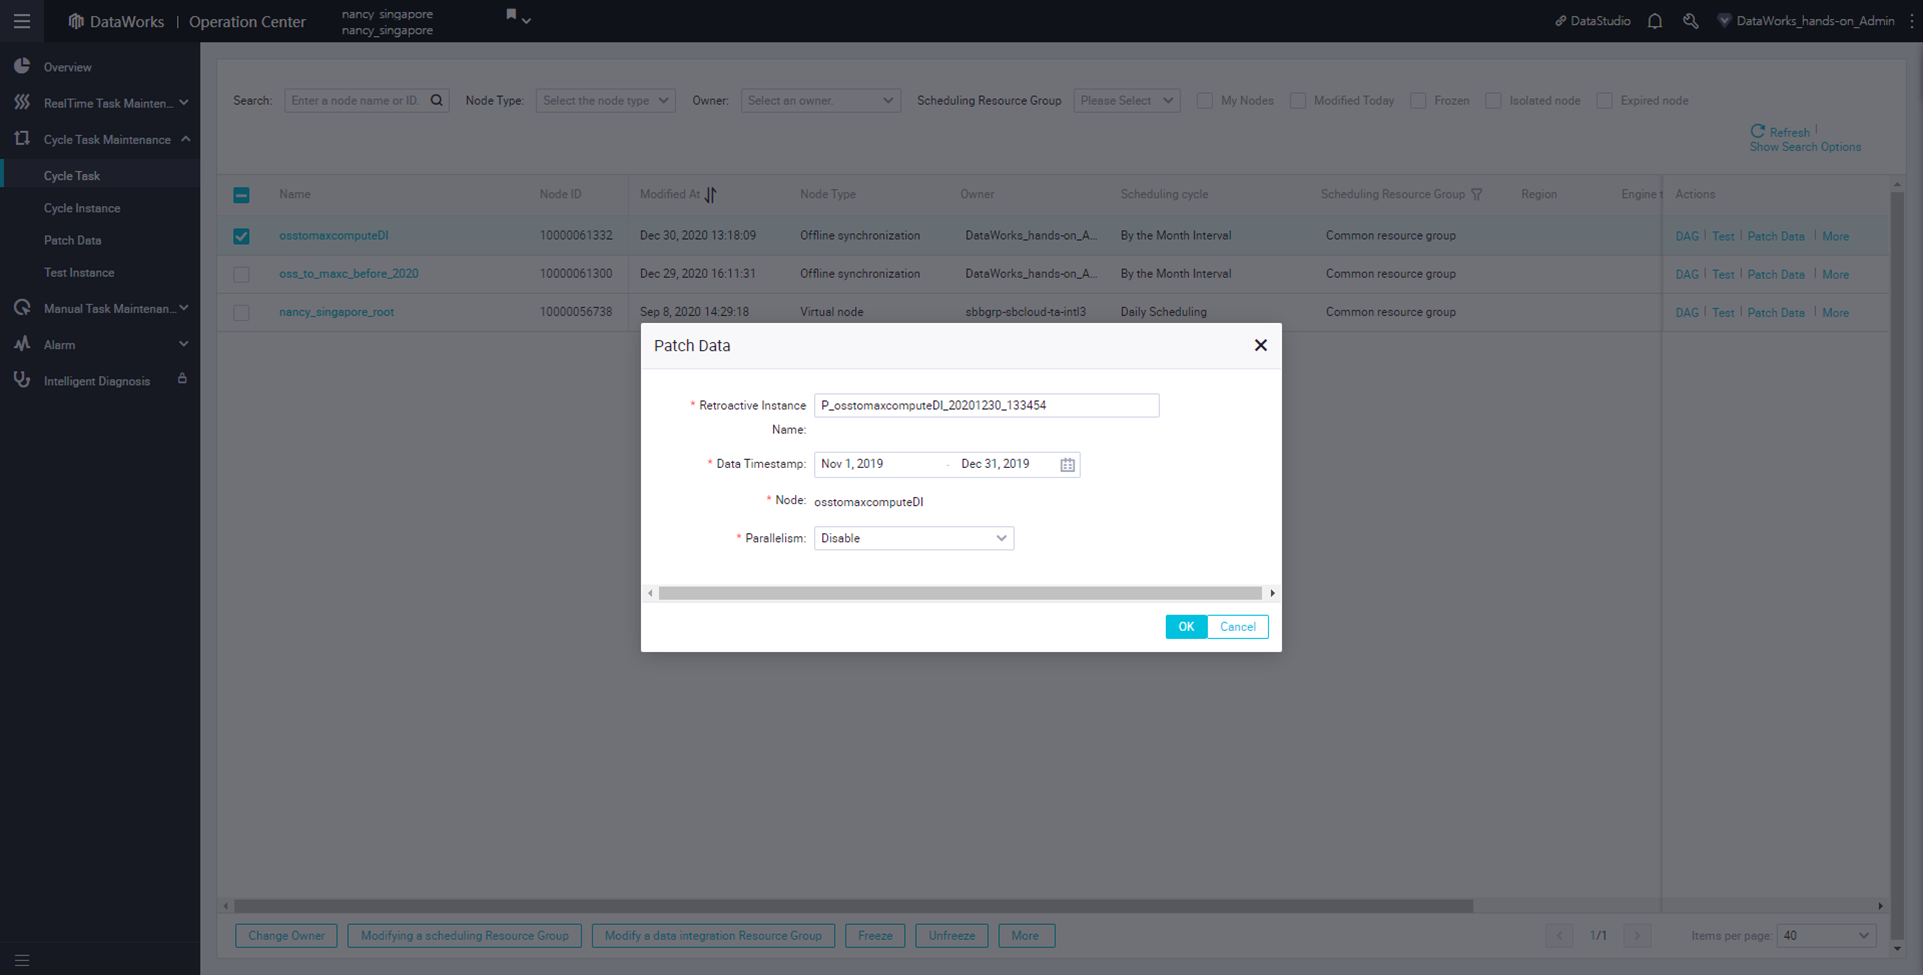 DataWorks | Operation Center
nancy_singapore
nancy_singapore
DataStudio
DataWorks_hands-on_Admin
Overview
RealTime Task Mainten...
Cycle Task Maintenance
Cycle Task
Cycle Instance
Patch Data
Test Instance
Manual Task Maintenan...
Alarm
Intelligent Diagnosis
Search: Enter a node name or ID. Node Type: Select the node type Owner: Select an owner. Scheduling Resource Group Please Select My Nodes Modified Today Frozen Isolated node Expired node
Refresh |
Show Search Options
Name Node ID Modified At Node Type Owner Scheduling cycle Scheduling Resource Group Region Engine Actions
osstomaxcomputeDI 10000061332 Dec 30, 2020 13:18:09 Offline synchronization DataWorks_hands-on_A... By the Month Interval Common resource group DAG | Test | Patch Data | More
oss_to_maxc_before_2020 10000061300 Dec 29, 2020 16:11:31 Offline synchronization DataWorks_hands-on_A... By the Month Interval Common resource group DAG | Test | Patch Data | More
nancy_singapore_root 10000056738 Sep 8, 2020 14:29:18 Virtual node sbbgrp-sbcloud-ta-intl3 Daily Scheduling Common resource group DAG | Test | Patch Data | More
Patch Data
* Retroactive Instance Name: P_osstomaxcomputeDI_20201230_133454
* Data Timestamp: Nov 1, 2019 - Dec 31, 2019
* Node: osstomaxcomputeDI
* Parallelism: Disable
OK Cancel
Change Owner Modifying a scheduling Resource Group Modify a data integration Resource Group Freeze Unfreeze More 1/1 Items per page: 40